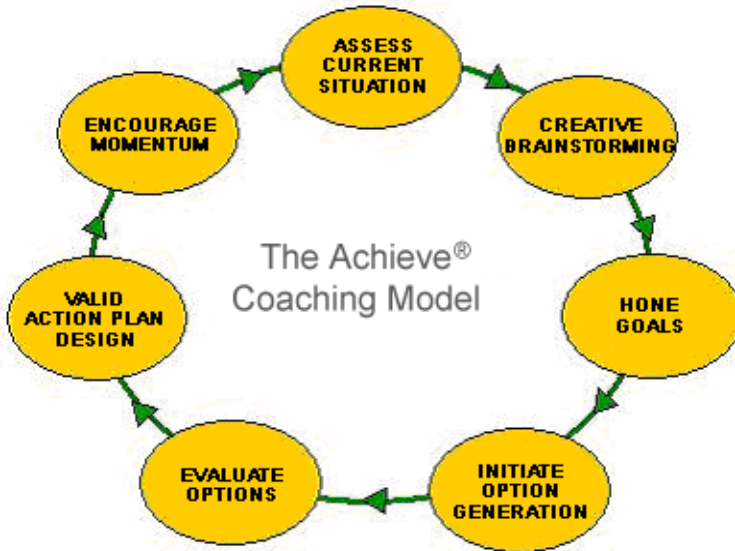 ASSESS
CURRENT
SITUATION
CREATIVE
BRAINSTORMING
HONE
GOALS
INITIATE
OPTION
GENERATION
EVALUATE
OPTIONS
VALID
ACTION PLAN
DESIGN
ENCOURAGE
MOMENTUM
The Achieve®
Coaching Model